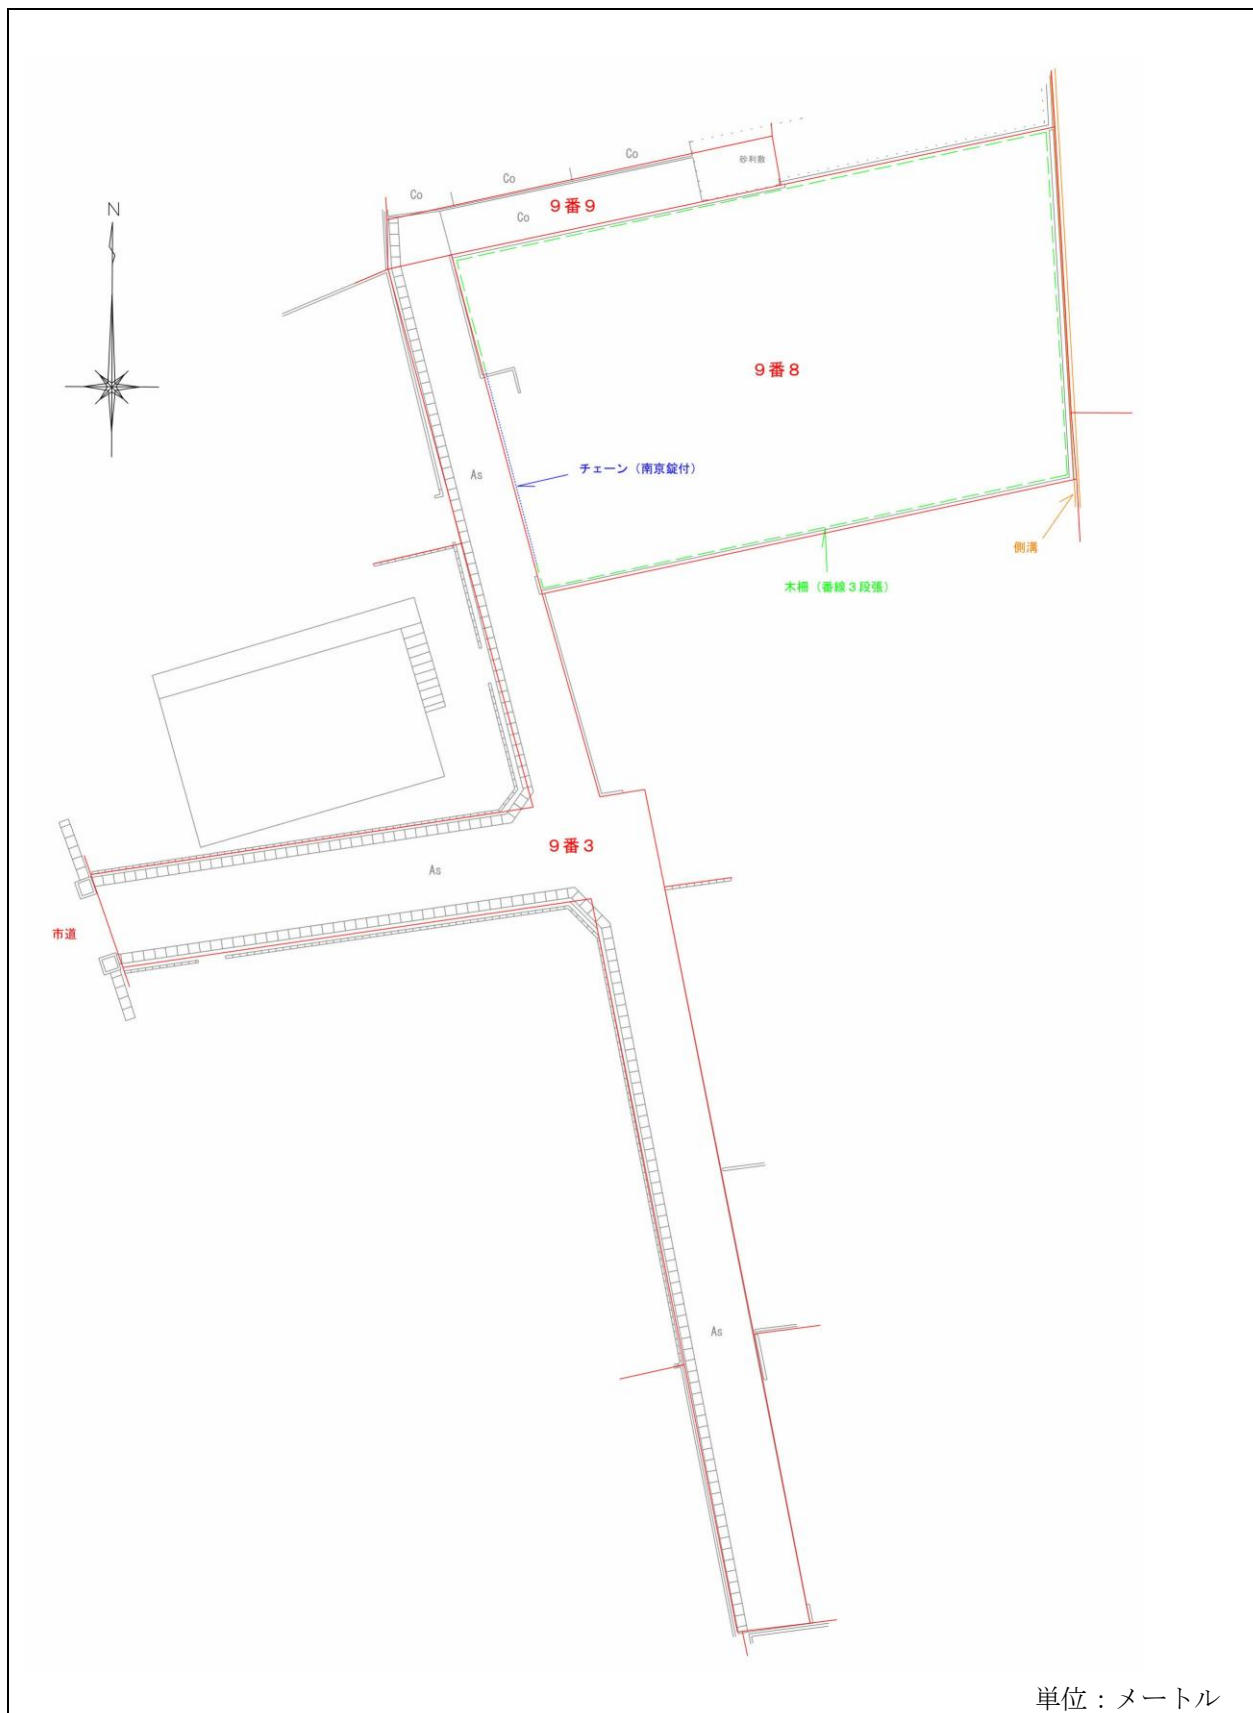 Co
砂利敷
Co
Co
9番9
Co
N
9番8
チェーン（南京錠付）
As
側溝
木柵（番線3段張）
9番3
As
市道
As
単位：メートル